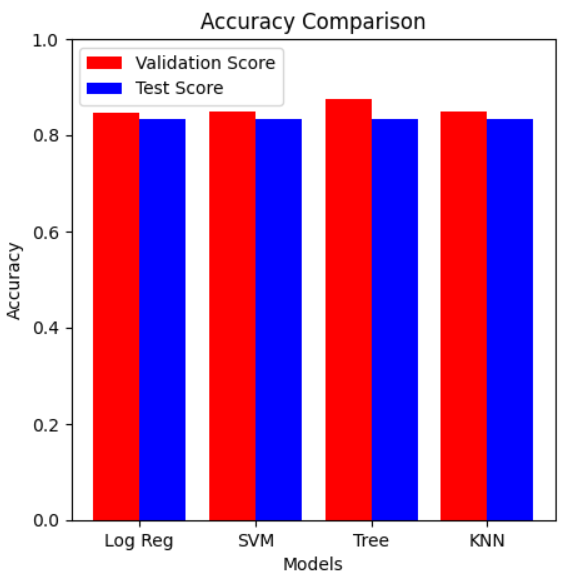 Accuracy Comparison
Validation Score
Test Score
1.0
0.8
0.6
0.4
0.2
0.0
Accuracy
Log Reg SVM Tree KNN
Models